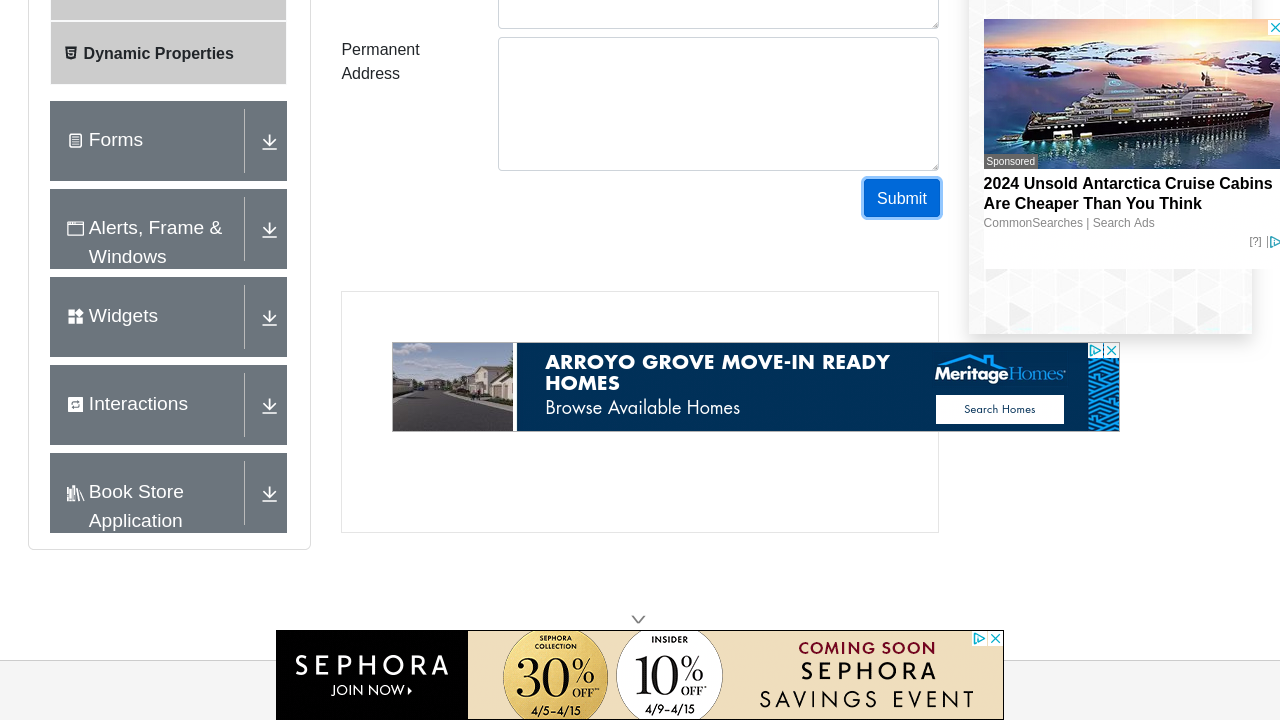 Dynamic Properties
Forms
Alerts, Frame &
Windows
Widgets
Interactions
Book Store
Application
Permanent
Address
Submit
ARROYO GROVE MOVE-IN READY
HOMES
Browse Available Homes
MeritageHomes
Search Homes
Sponsored
2024 Unsold Antarctica Cruise Cabins
Are Cheaper Than You Think
CommonSearches | Search Ads
[?]
SEPHORA
JOIN NOW
SEPHORA
COLLECTION
30%
OFF**
4/5–4/15
INSIDER
10%
OFF*
4/9–4/15
COMING SOON
SEPHORA
SAVINGS EVENT